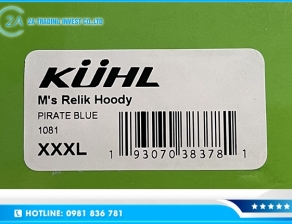 2A
2A-TRADING-INVEST CO.,LTD
KÜHL
M's Relik Hoody
PIRATE BLUE
1081
XXXL
1 93070 38378 1
HOTLINE: 0981 836 781